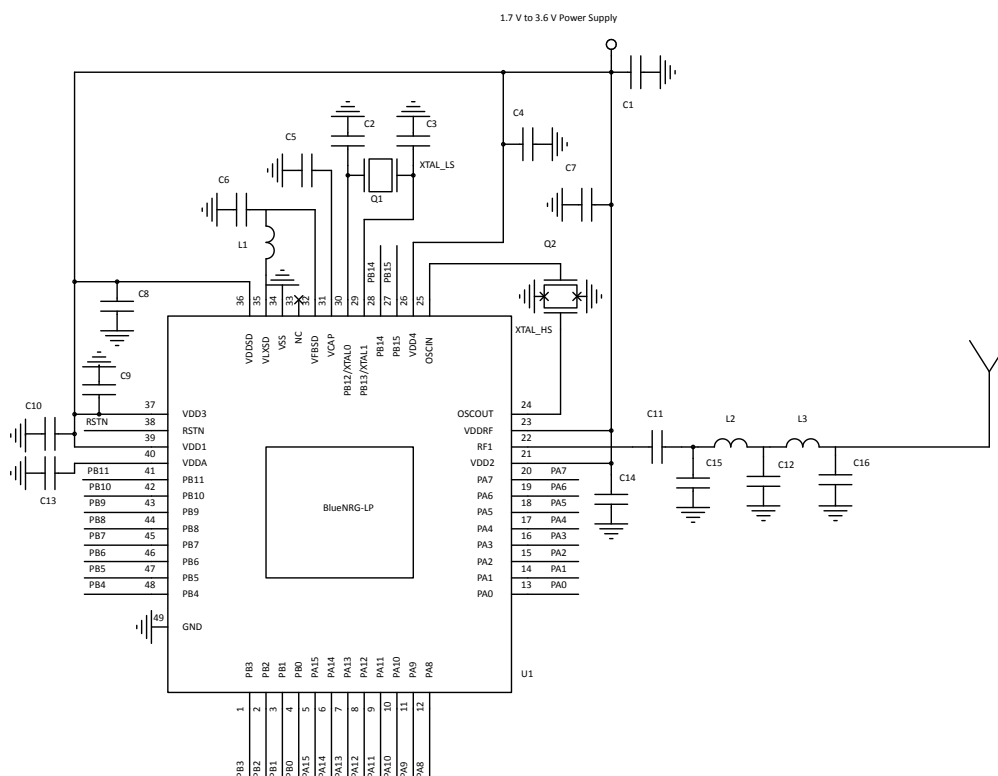 1.7 V to 3.6 V Power Supply
C1
C2
C3
C4
C5
XTAL_LS
C7
C6
Q1
L1
Q2
PB14
PB15
C8
36
35
34
33
32
31
30
29
28
27
26
25
VDDSD
VLXSD
VSS
NC
VFBSD
VCAP
PB12/XTAL0
PB13/XTAL1
PB14
PB15
VDD4
OSCIN
XTAL_HS
C9
C10
RSTN
37 VDD3
38 RSTN
39 VDD1
40 VDDA
C13
PB11 41 PB11
PB10 42 PB10
PB9 43 PB9
PB8 44 PB8
PB7 45 PB7
PB6 46 PB6
PB5 47 PB5
PB4 48 PB4
49 GND
BlueNRG-LP
OSCOUT 24
VDDRF 23
RF1 22
VDD2 21
PA7 20 PA7
PA6 19 PA6
PA5 18 PA5
PA4 17 PA4
PA3 16 PA3
PA2 15 PA2
PA1 14 PA1
PA0 13 PA0
C11
L2
L3
C14
C15
C12
C16
U1
PB3
PB2
PB1
PB0
PA15
PA14
PA13
PA12
PA11
PA10
PA9
PA8
1
2
3
4
5
6
7
8
9
10
11
12
PB3
PB2
PB1
PB0
PA15
PA14
PA13
PA12
PA11
PA10
PA9
PA8